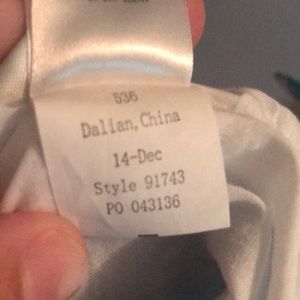 536
Dalian, China
14-Dec
Style 91743
PO 043136